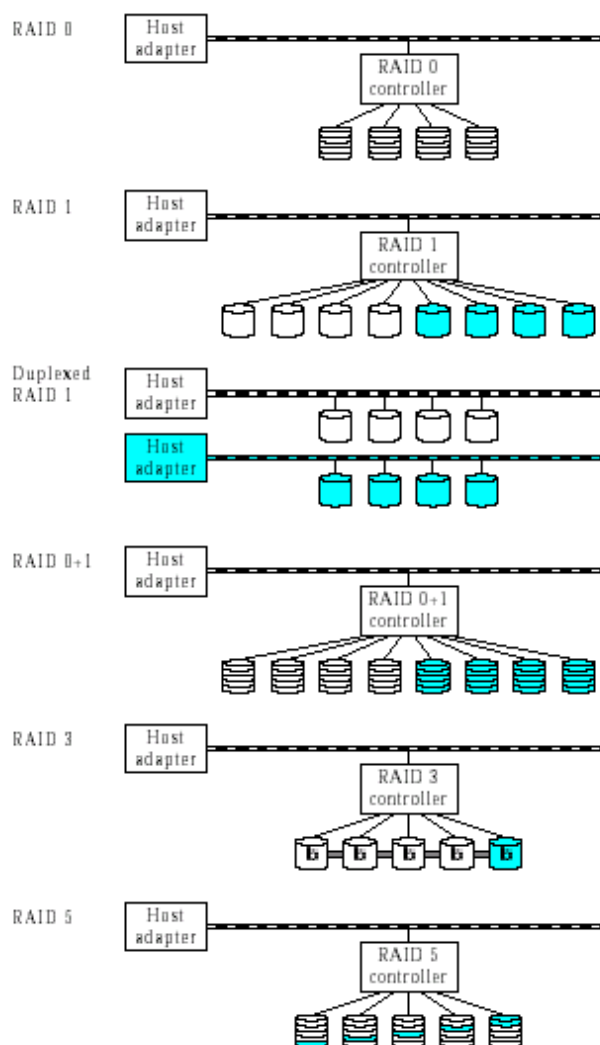 RAID 0
Host
adapter
RAID 0
controller
RAID 1
Host
adapter
RAID 1
controller
Duplexed
RAID 1
Host
adapter
Host
adapter
RAID 0+1
Host
adapter
RAID 0+1
controller
RAID 3
Host
adapter
RAID 3
controller
RAID 5
Host
adapter
RAID 5
controller